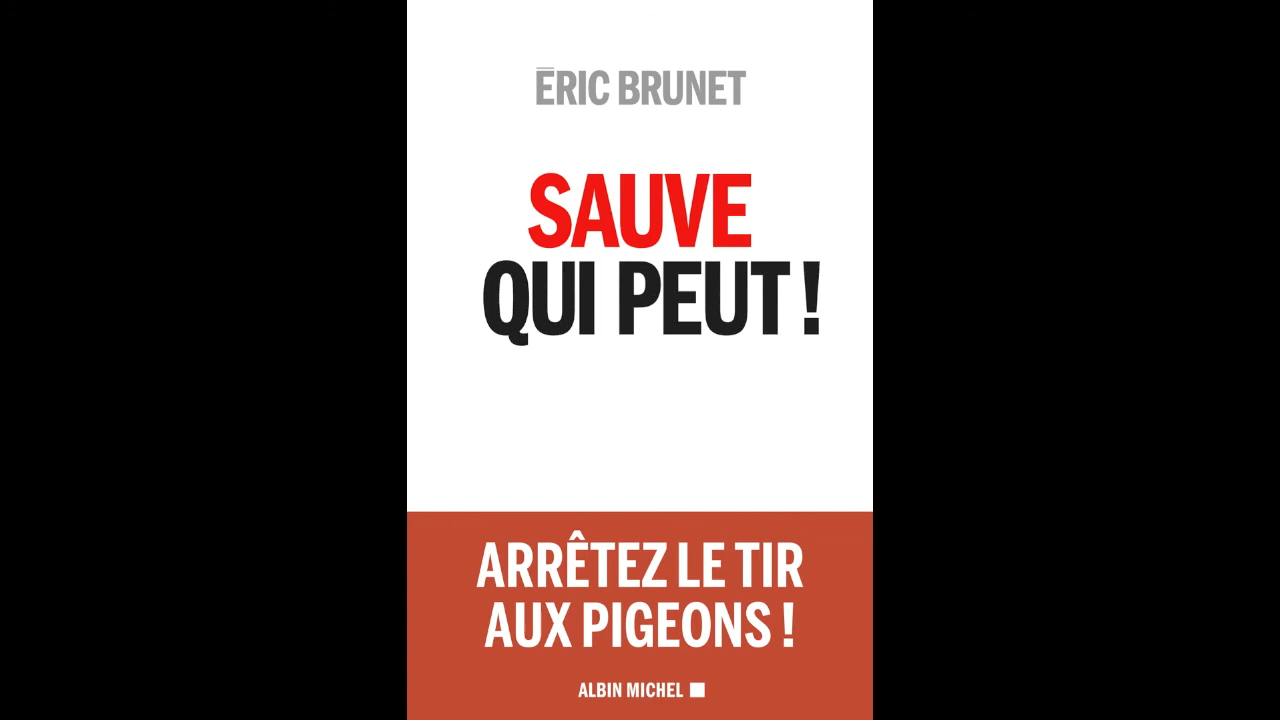 ÉRIC BRUNET
SAUVE
QUI PEUT !
ARRÊTEZ LE TIR
AUX PIGEONS !
ALBIN MICHEL